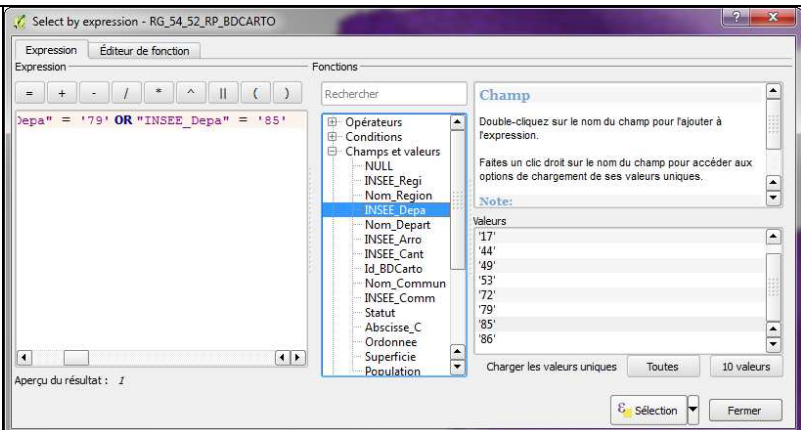 Select by expression - RG_54_52_RP_BDCARTO
Expression
Éditeur de fonction
Expression
= + - / * ^ || ( )
Depa" = '79' OR "INSEE_Depa" = '85'
Aperçu du résultat : 1
Fonctions
Rechercher
Opérateurs
Conditions
Champs et valeurs
NULL
INSEE_Regi
Nom_Region
INSEE_Depa
Nom_Depart
INSEE_Arro
INSEE_Cant
Id_BDCarto
Nom_Commun
INSEE_Comm
Statut
Abscisse_C
Ordonnee
Superficie
Population
Champ
Double-cliquez sur le nom du champ pour l'ajouter à
l'expression.
Faites un clic droit sur le nom du champ pour accéder aux
options de chargement de ses valeurs uniques.
Note:
Valeurs
'17'
'44'
'49'
'53'
'72'
'79'
'85'
'86'
Charger les valeurs uniques
Toutes
10 valeurs
Sélection
Fermer